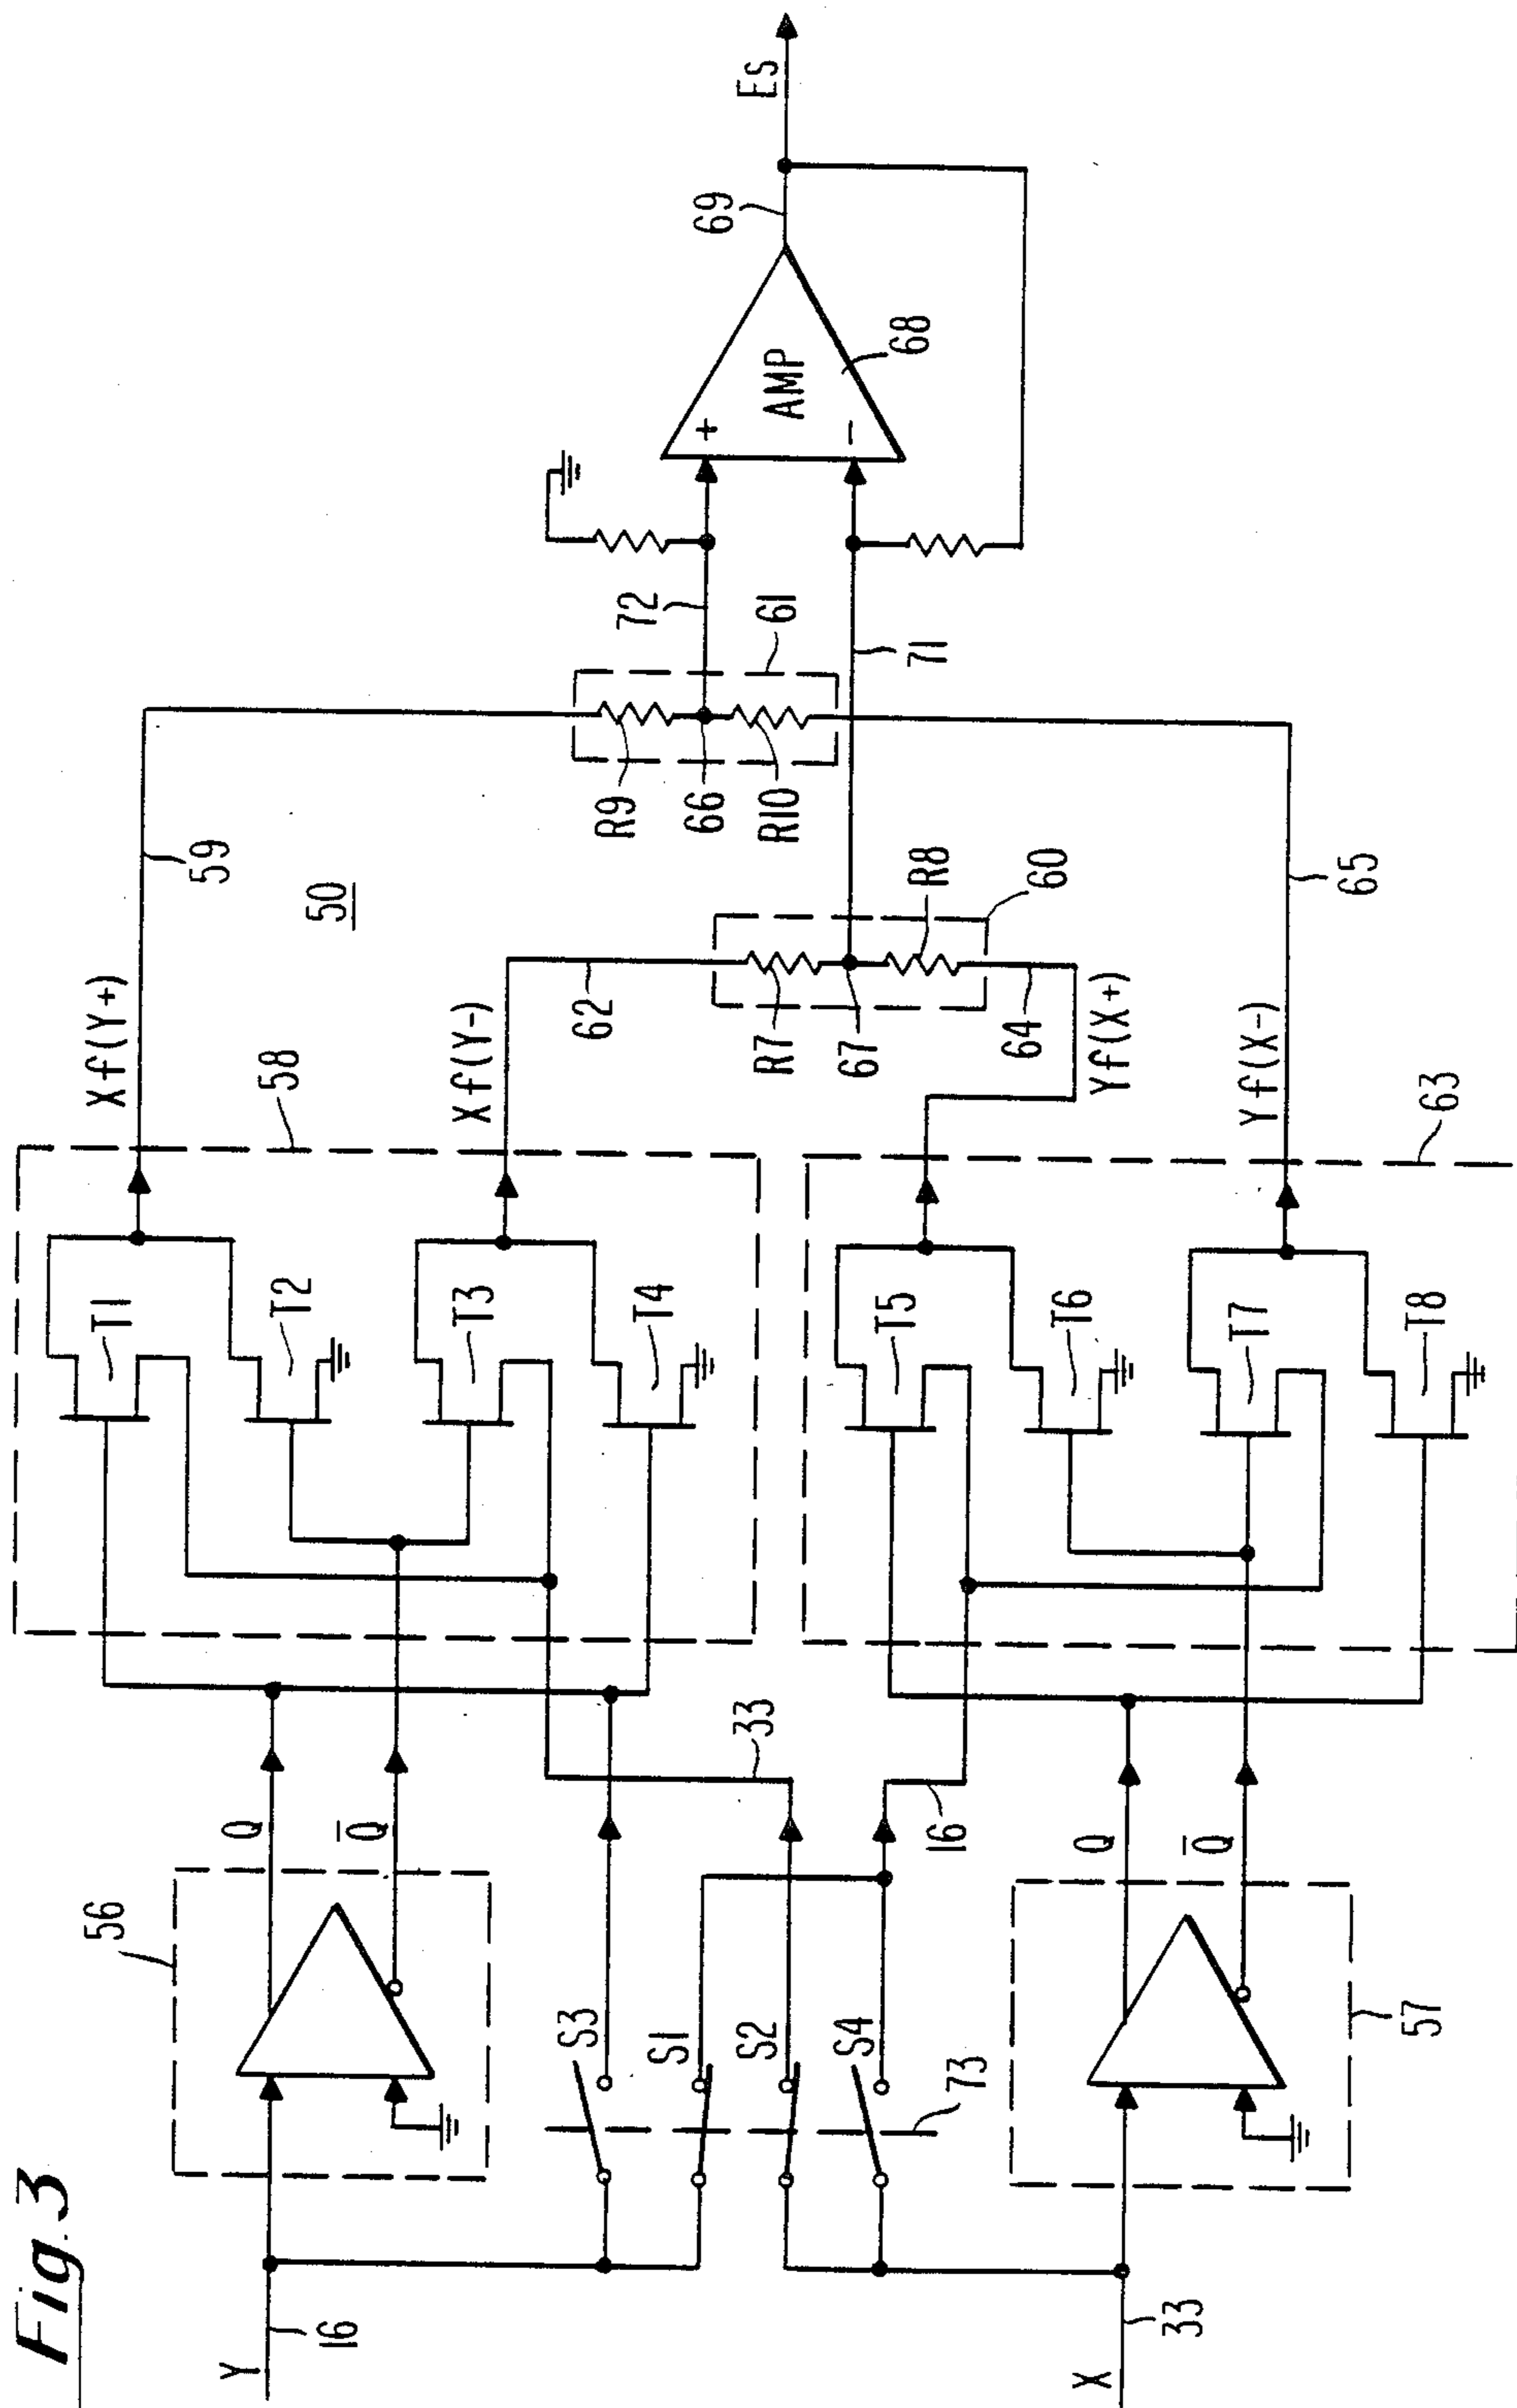 Fig. 3
Y
16
56
Q
Q̅
S3
S1
S2
S4
73
33
16
X
33
57
Q
Q̅
58
T1
T2
T3
T4
T5
T6
T7
T8
63
Xf(Y+)
59
50
Xf(Y-)
62
R7
67
R8
60
64
Yf(X+)
Yf(X-)
65
R9
66
R10
61
72
71
+
-
AMP
68
69
Es